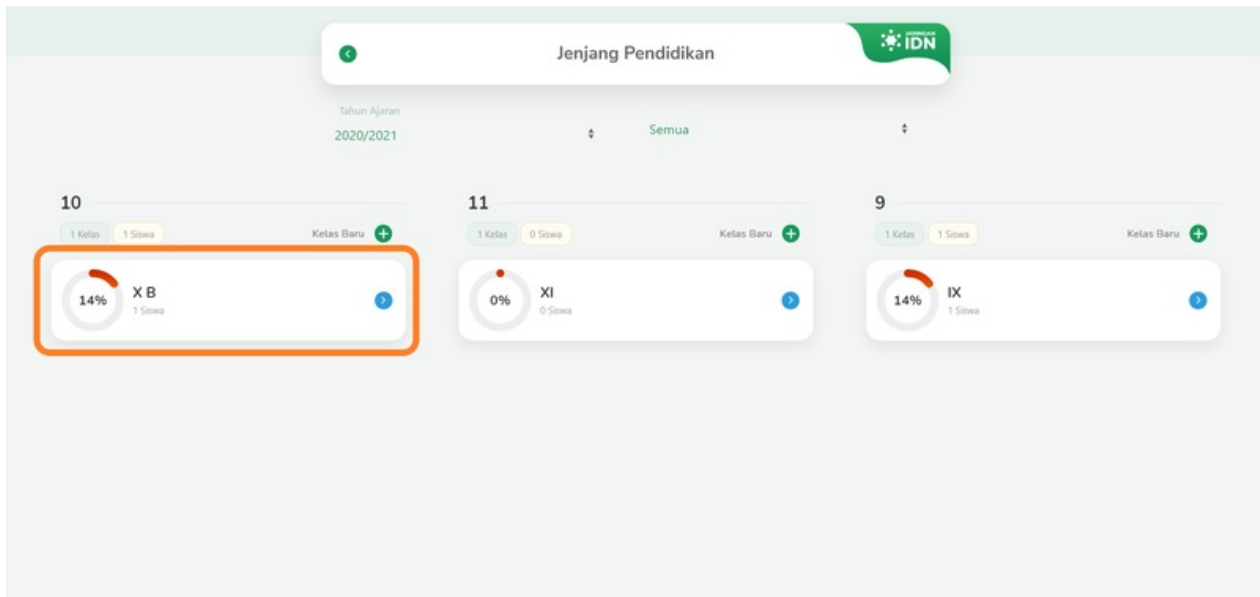 Jenjang Pendidikan
JARINGAN
IDN
Tahun Ajaran
2020/2021
Semua
10
1 Kelas
1 Siswa
Kelas Baru
14%
X B
1 Siswa
11
1 Kelas
0 Siswa
Kelas Baru
0%
XI
0 Siswa
9
1 Kelas
1 Siswa
Kelas Baru
14%
IX
1 Siswa